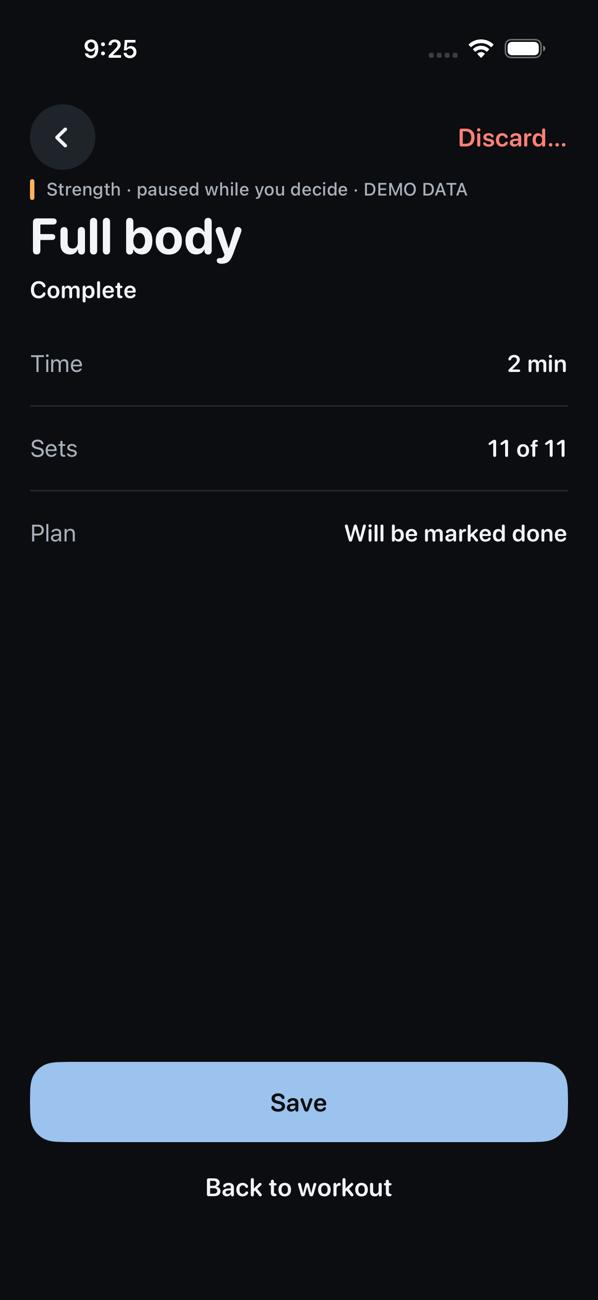 9:25
Discard...
Strength · paused while you decide · DEMO DATA
Full body
Complete
Time 2 min
Sets 11 of 11
Plan Will be marked done
Save
Back to workout